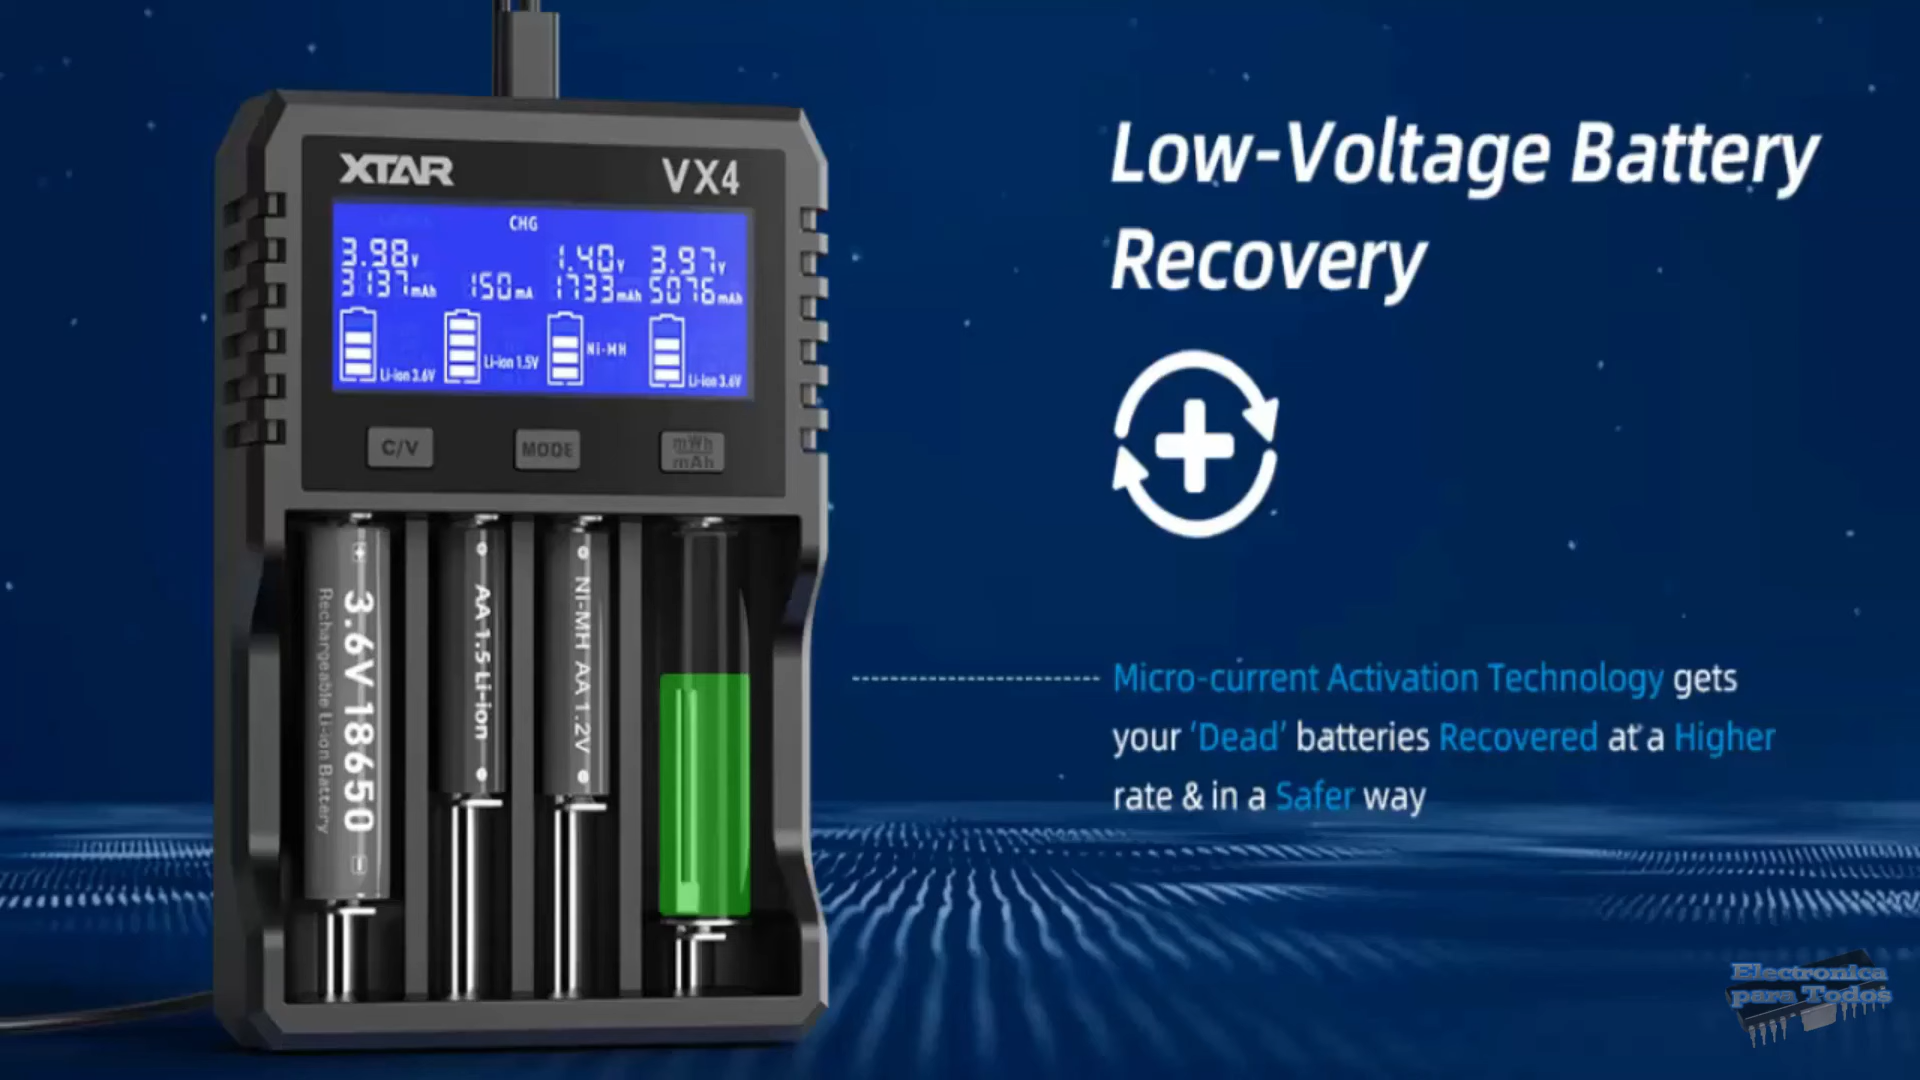 XTAR
VX4
CHG
3.98V
3137mAh
150mA
1.40V
1733mAh
3.97V
5076mAh
Li-ion 3.6V
Li-ion 1.5V
Ni-MH
Li-ion 3.6V
C/V
MODE
mWh
mAh
3.6V 18650
Rechargeable Li-ion Battery
AA 1.5 Li-ion
Ni-MH AA 1.2V
Low-Voltage Battery
Recovery
Micro-current Activation Technology gets
your ‘Dead’ batteries Recovered at a Higher
rate & in a Safer way
Electronica
para Todos